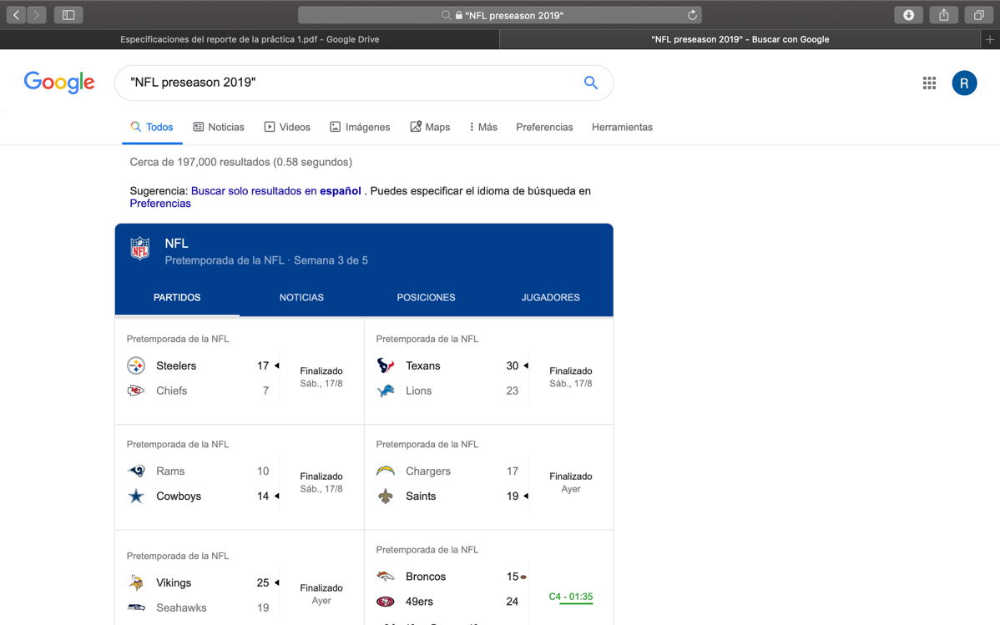 "NFL preseason 2019"
Especificaciones del reporte de la práctica 1.pdf - Google Drive
"NFL preseason 2019" - Buscar con Google
Google
"NFL preseason 2019"
R
Todos
Noticias
Videos
Imágenes
Maps
Más
Preferencias
Herramientas
Cerca de 197,000 resultados (0.58 segundos)
Sugerencia: Buscar solo resultados en español . Puedes especificar el idioma de búsqueda en
Preferencias
NFL
NFL
Pretemporada de la NFL · Semana 3 de 5
PARTIDOS
NOTICIAS
POSICIONES
JUGADORES
Pretemporada de la NFL
Steelers 17
Chiefs 7
Finalizado
Sáb., 17/8
Pretemporada de la NFL
Texans 30
Lions 23
Finalizado
Sáb., 17/8
Pretemporada de la NFL
Rams 10
Cowboys 14
Finalizado
Sáb., 17/8
Pretemporada de la NFL
Chargers 17
Saints 19
Finalizado
Ayer
Pretemporada de la NFL
Vikings 25
Seahawks 19
Finalizado
Ayer
Pretemporada de la NFL
Broncos 15
49ers 24
C4 - 01:35